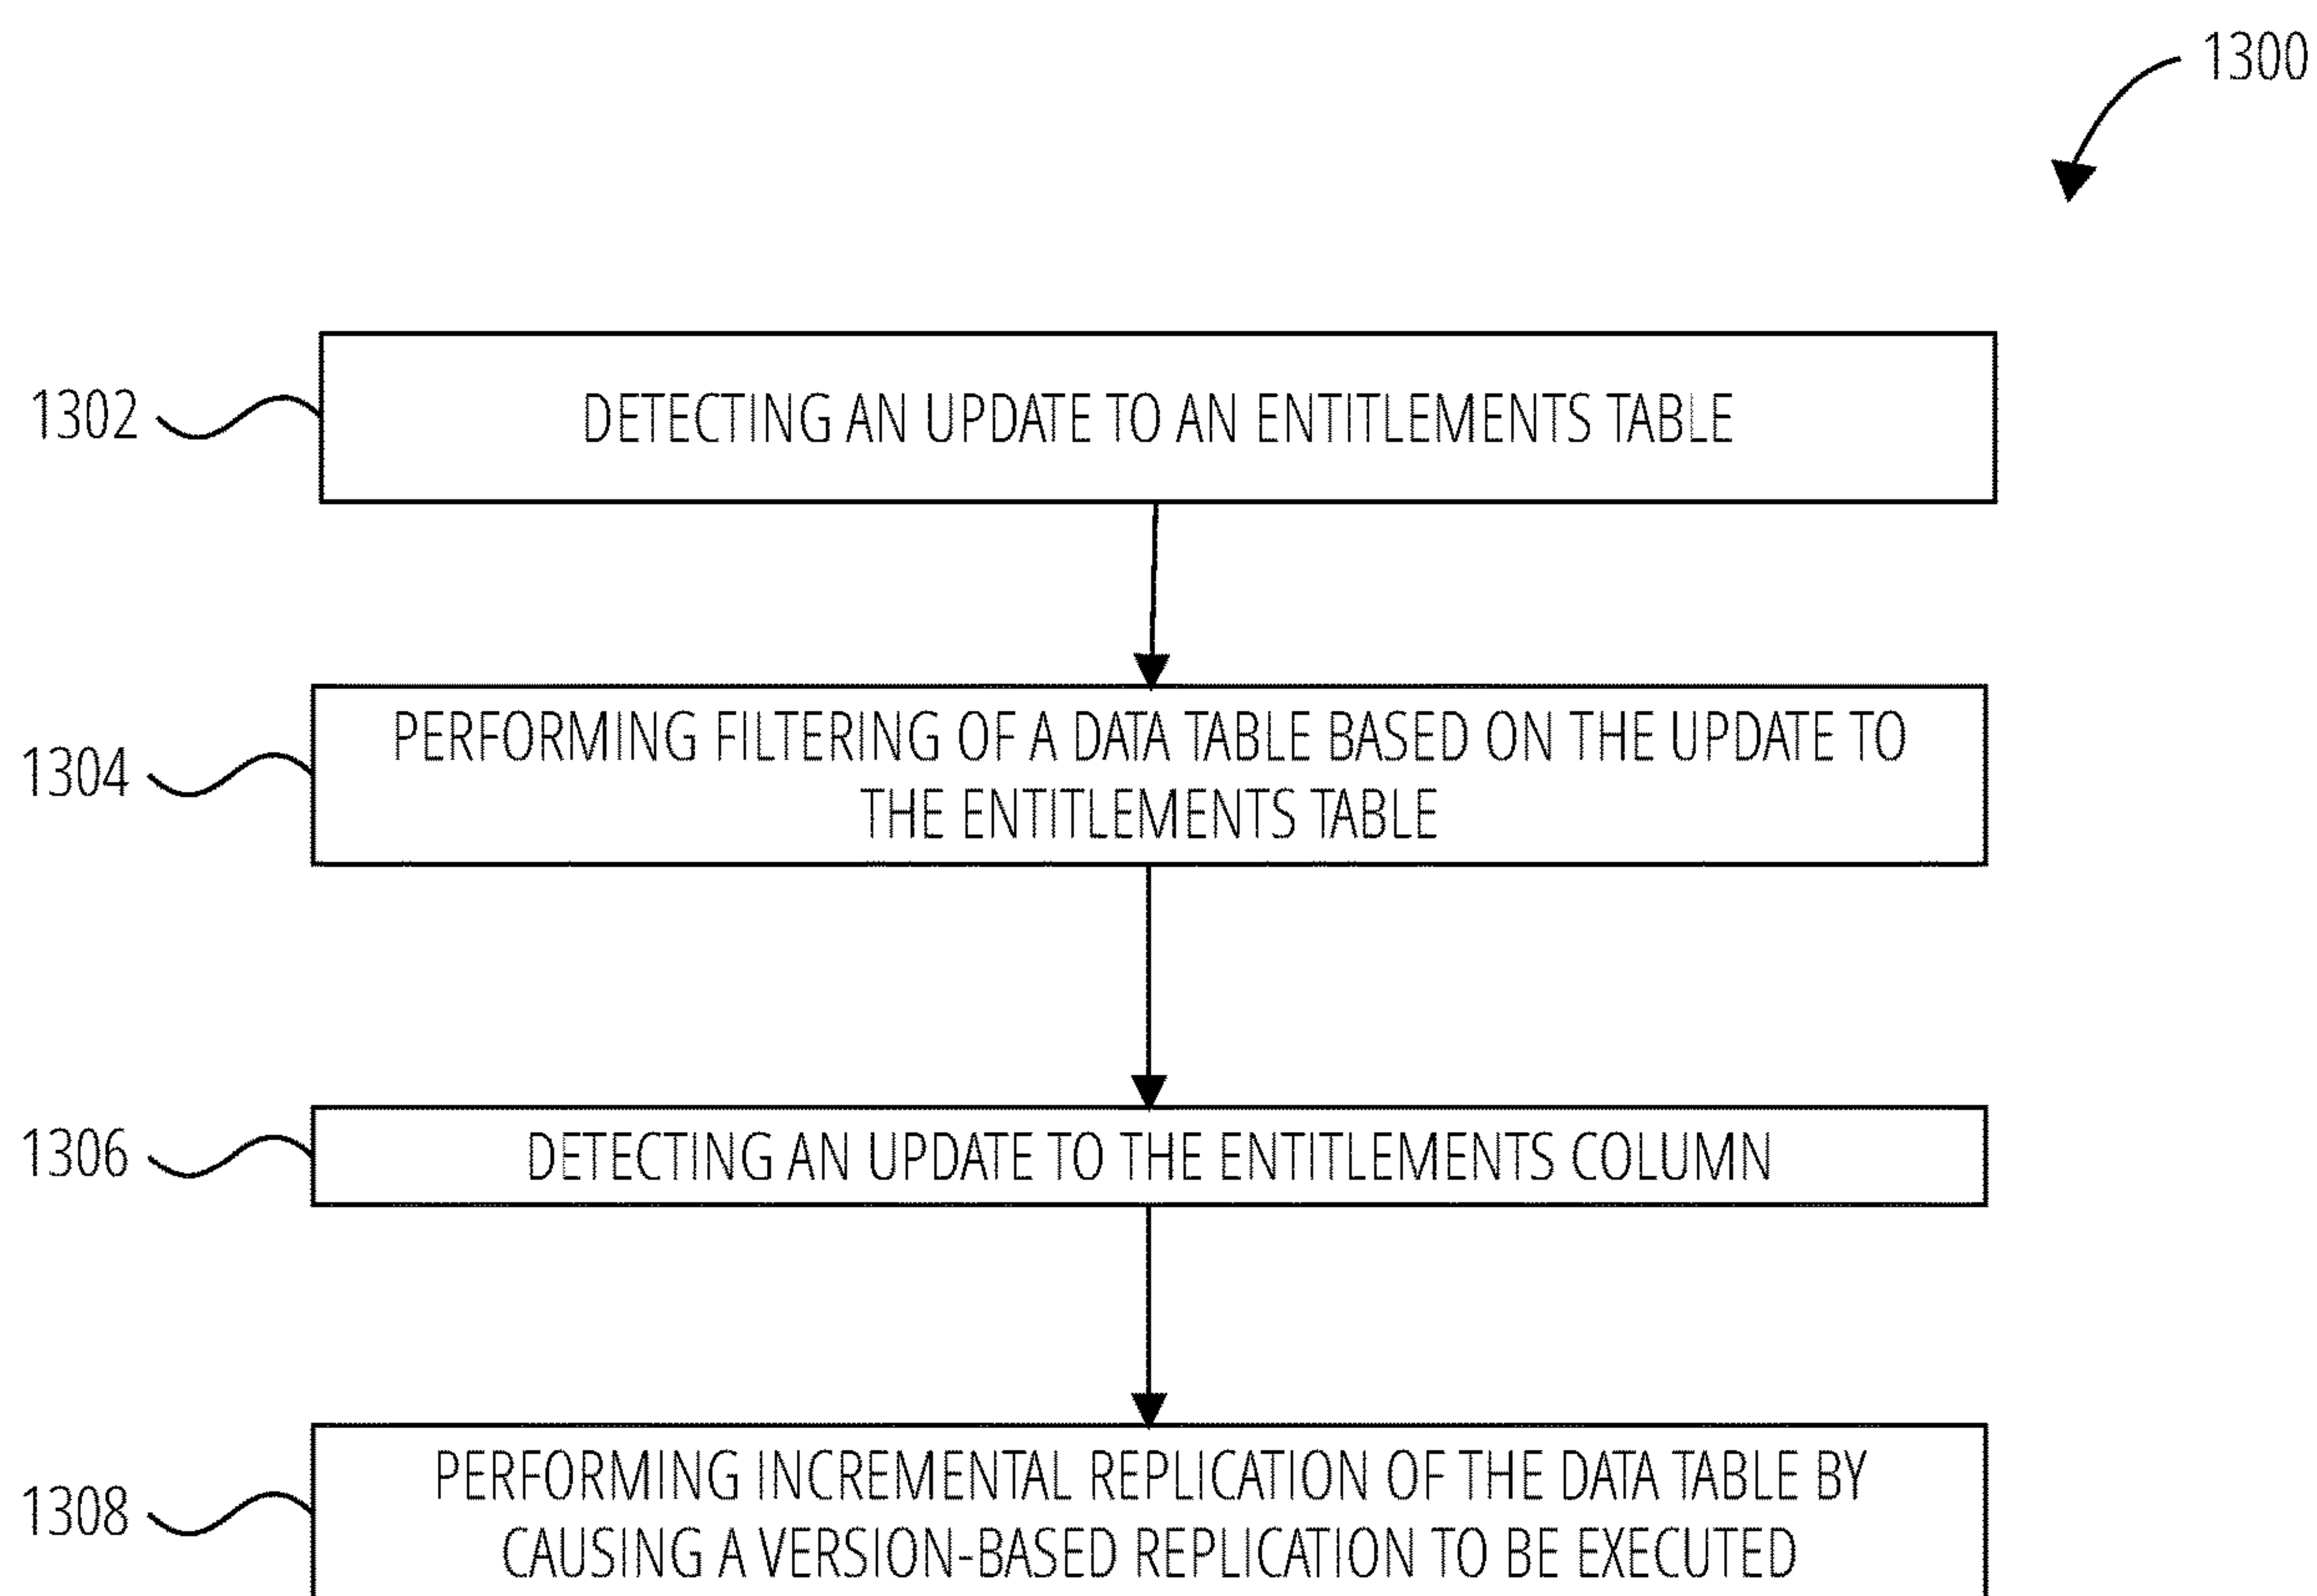 1300
1302
DETECTING AN UPDATE TO AN ENTITLEMENTS TABLE
1304
PERFORMING FILTERING OF A DATA TABLE BASED ON THE UPDATE TO
THE ENTITLEMENTS TABLE
1306
DETECTING AN UPDATE TO THE ENTITLEMENTS COLUMN
1308
PERFORMING INCREMENTAL REPLICATION OF THE DATA TABLE BY
CAUSING A VERSION-BASED REPLICATION TO BE EXECUTED